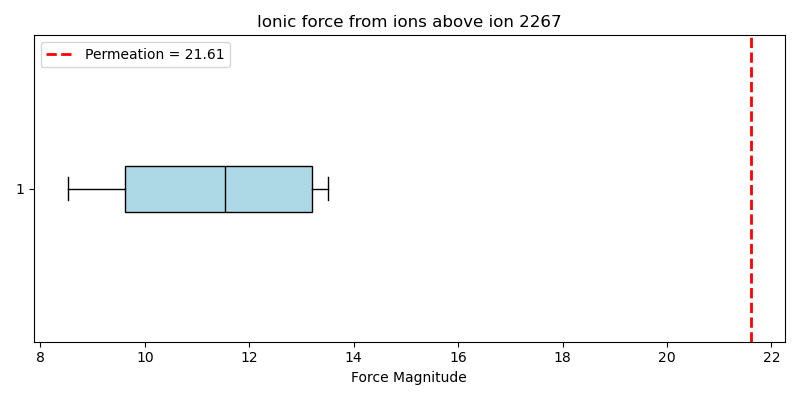 Ionic force from ions above ion 2267
Permeation = 21.61
1
8 10 12 14 16 18 20 22
Force Magnitude